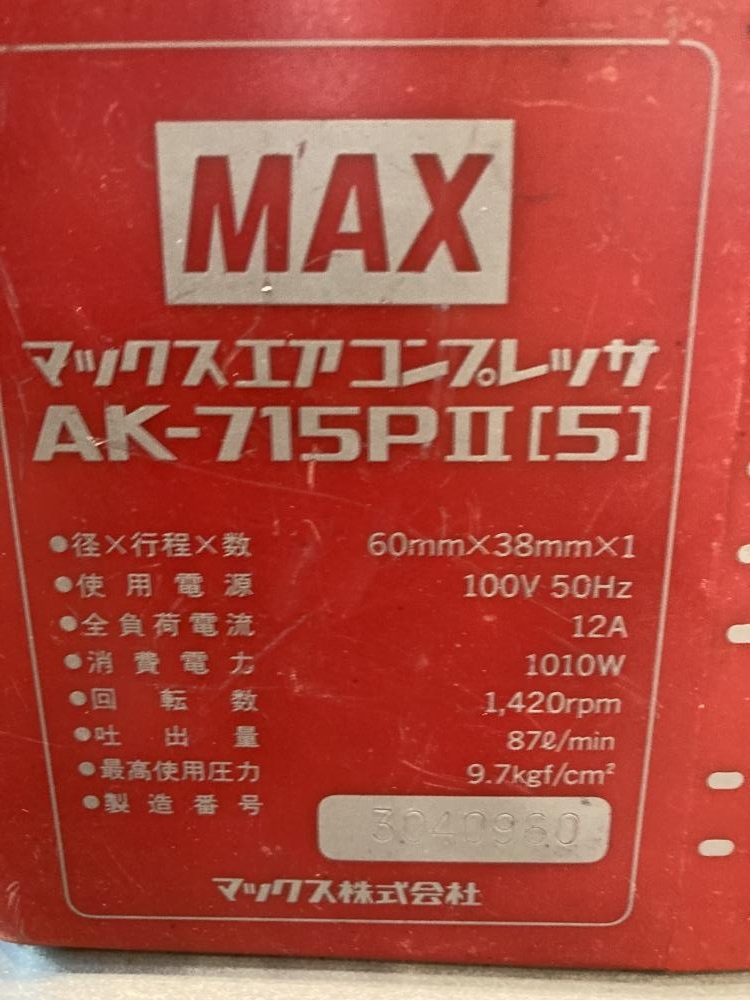 MAX
マックスエアコンプレッサ
AK-715PⅡ[5]
●径×行程×数 60mm×38mm×1
●使用電源 100V 50Hz
●全負荷電流 12A
●消費電力 1010W
●回転数 1,420rpm
●吐出量 87ℓ/min
●最高使用圧力 9.7kgf/cm²
●製造番号 3040960
マックス株式会社